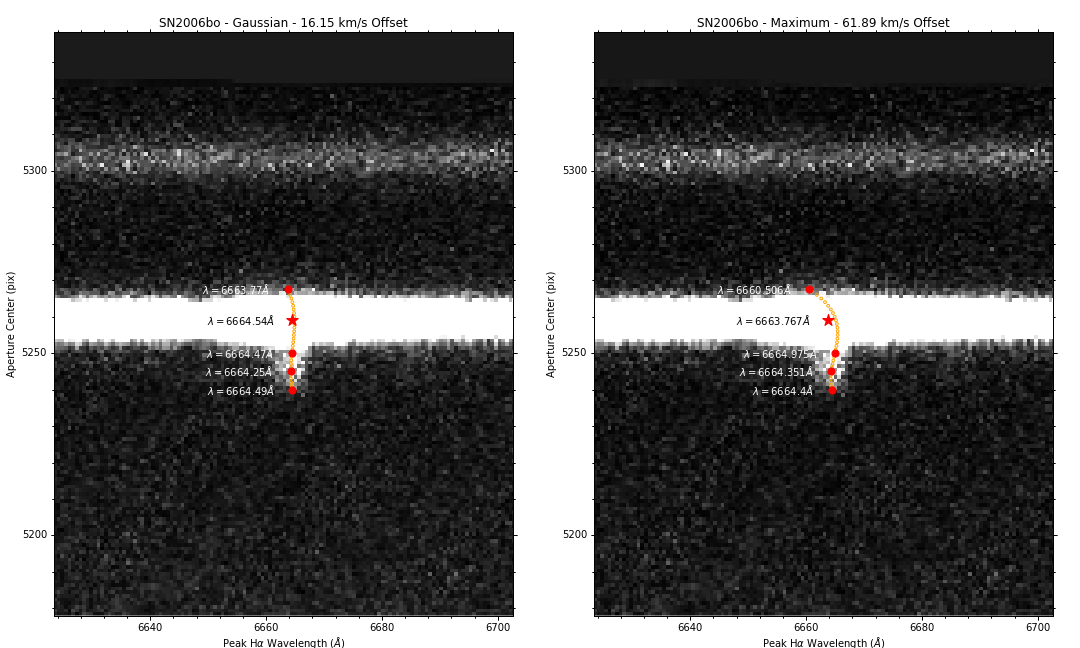 SN2006bo - Gaussian - 16.15 km/s Offset
Aperture Center (pix)
5300
5250
5200
λ = 6663.77Å
λ = 6664.54Å
λ = 6664.47Å
λ = 6664.25Å
λ = 6664.49Å
6640 6660 6680 6700
Peak Hα Wavelength (Å)
SN2006bo - Maximum - 61.89 km/s Offset
Aperture Center (pix)
5300
5250
5200
λ = 6660.506Å
λ = 6663.767Å
λ = 6664.975Å
λ = 6664.351Å
λ = 6664.4Å
6640 6660 6680 6700
Peak Hα Wavelength (Å)